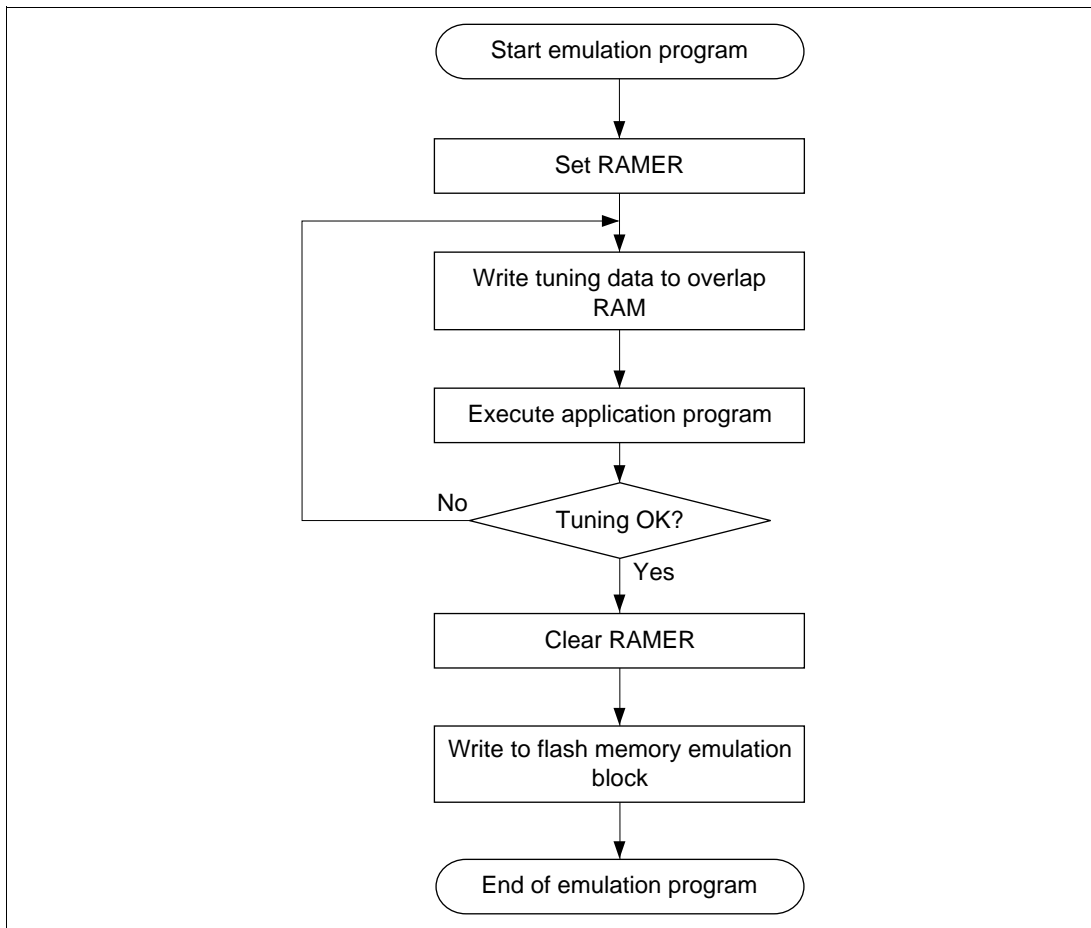 Start emulation program
Set RAMER
Write tuning data to overlap
RAM
Execute application program
No
Tuning OK?
Yes
Clear RAMER
Write to flash memory emulation
block
End of emulation program